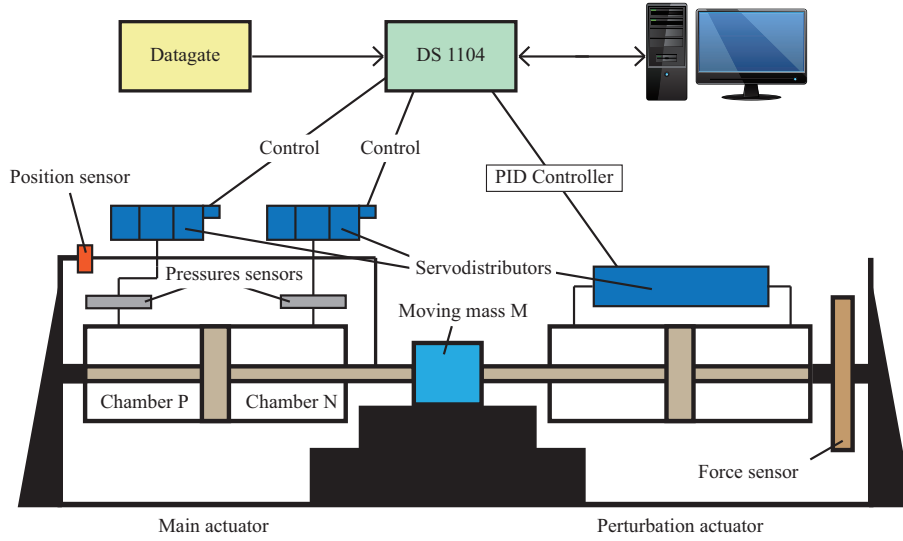 Datagate
DS 1104
Control
Control
Position sensor
PID Controller
Pressures sensors
Servodistributors
Moving mass M
Chamber P
Chamber N
Force sensor
Main actuator
Perturbation actuator